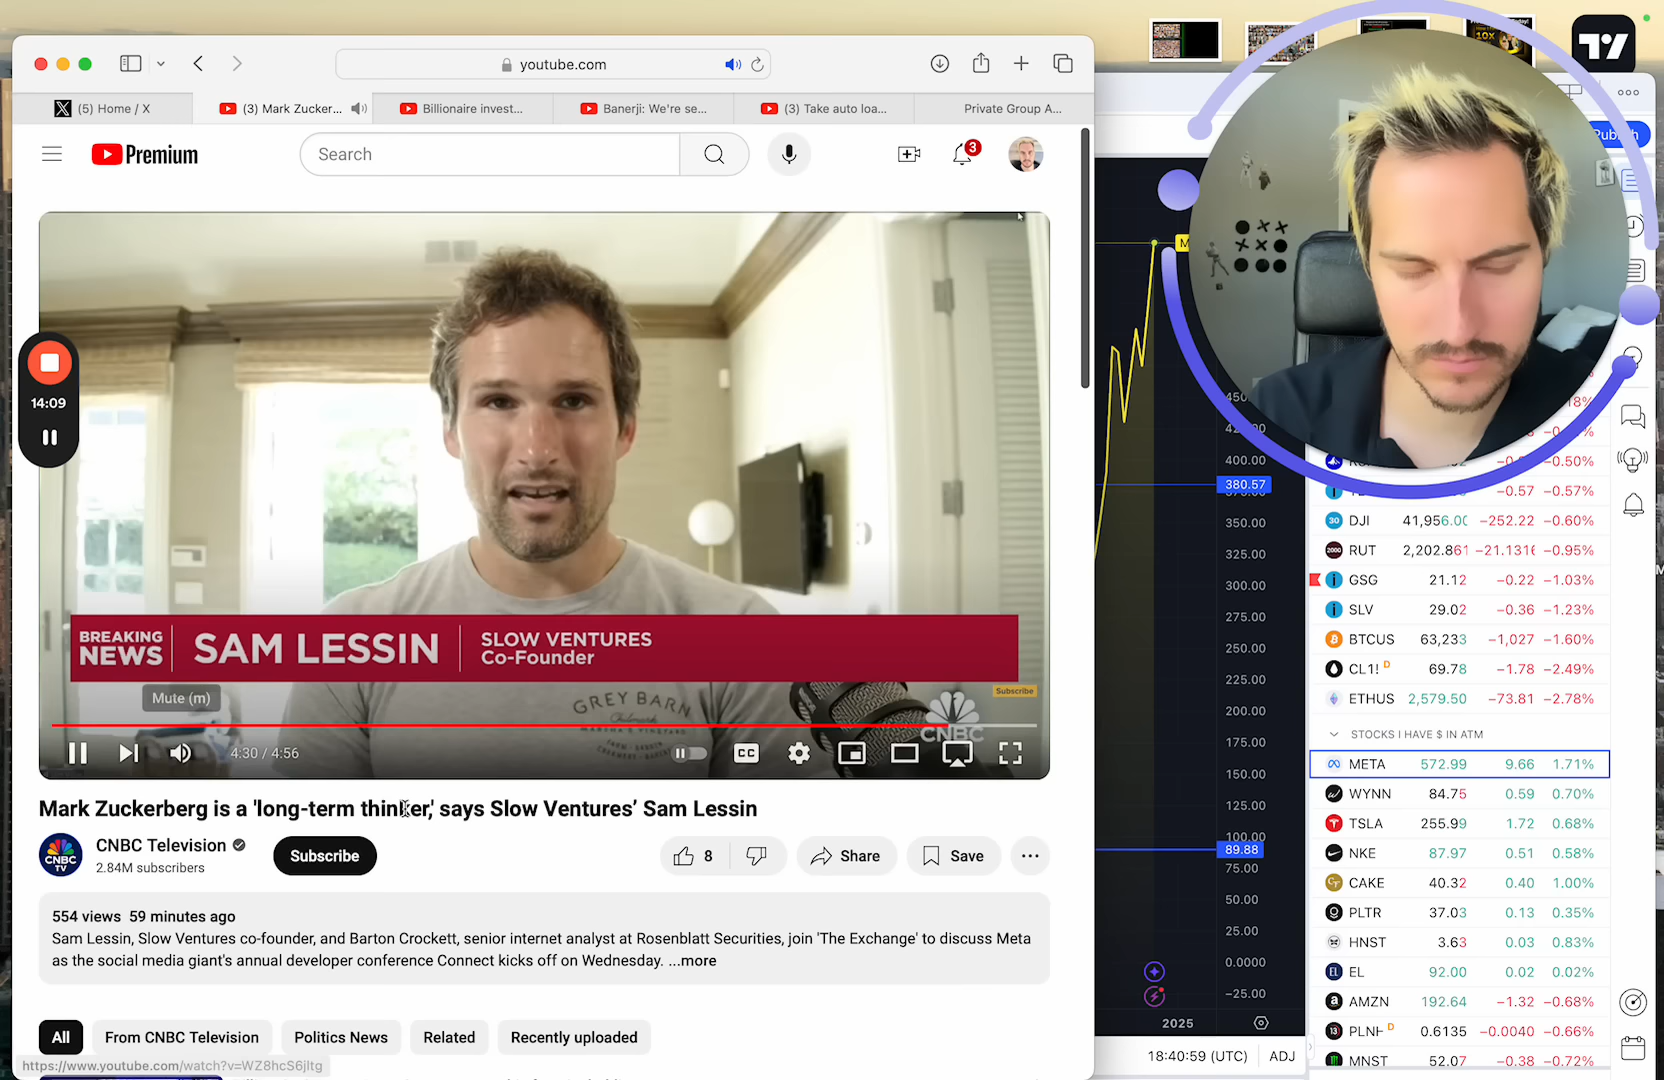 youtube.com
(5) Home / X
(3) Mark Zucker...
Billionaire invest...
Banerji: We're se...
(3) Take auto loa...
Private Group A...
Premium
Search
3
14:09
BREAKING NEWS
SAM LESSIN
SLOW VENTURES
Co-Founder
GREY BARN
Subscribe
CNBC
Mute (m)
4:30 / 4:56
CC
Mark Zuckerberg is a 'long-term thinker,' says Slow Ventures' Sam Lessin
CNBC TV
CNBC Television
2.84M subscribers
Subscribe
8
Share
Save
554 views 59 minutes ago
Sam Lessin, Slow Ventures co-founder, and Barton Crockett, senior internet analyst at Rosenblatt Securities, join 'The Exchange' to discuss Meta
as the social media giant's annual developer conference Connect kicks off on Wednesday. ...more
All
From CNBC Television
Politics News
Related
Recently uploaded
https://www.youtube.com/watch?v=WZ8hcS6jltg
10X
M
400.00
380.57
350.00
325.00
300.00
275.00
250.00
225.00
200.00
175.00
150.00
125.00
100.00
89.88
75.00
50.00
25.00
0.0000
−25.00
2025
18:40:59 (UTC)
ADJ
−0.50%
−0.57 −0.57%
30 DJI 41,956.00 −252.22 −0.60%
2000 RUT 2,202.861 −21.1316 −0.95%
GSG 21.12 −0.22 −1.03%
SLV 29.02 −0.36 −1.23%
BTCUS 63,233 −1,027 −1.60%
CL1! D 69.78 −1.78 −2.49%
ETHUS 2,579.50 −73.81 −2.78%
STOCKS I HAVE $ IN ATM
META 572.99 9.66 1.71%
WYNN 84.75 0.59 0.70%
TSLA 255.99 1.72 0.68%
NKE 87.97 0.51 0.58%
CAKE 40.32 0.40 1.00%
PLTR 37.03 0.13 0.35%
HNST 3.63 0.03 0.83%
EL 92.00 0.02 0.02%
AMZN 192.64 −1.32 −0.68%
13 PLNH D 0.6135 −0.0040 −0.66%
MNST 52.07 −0.38 −0.72%